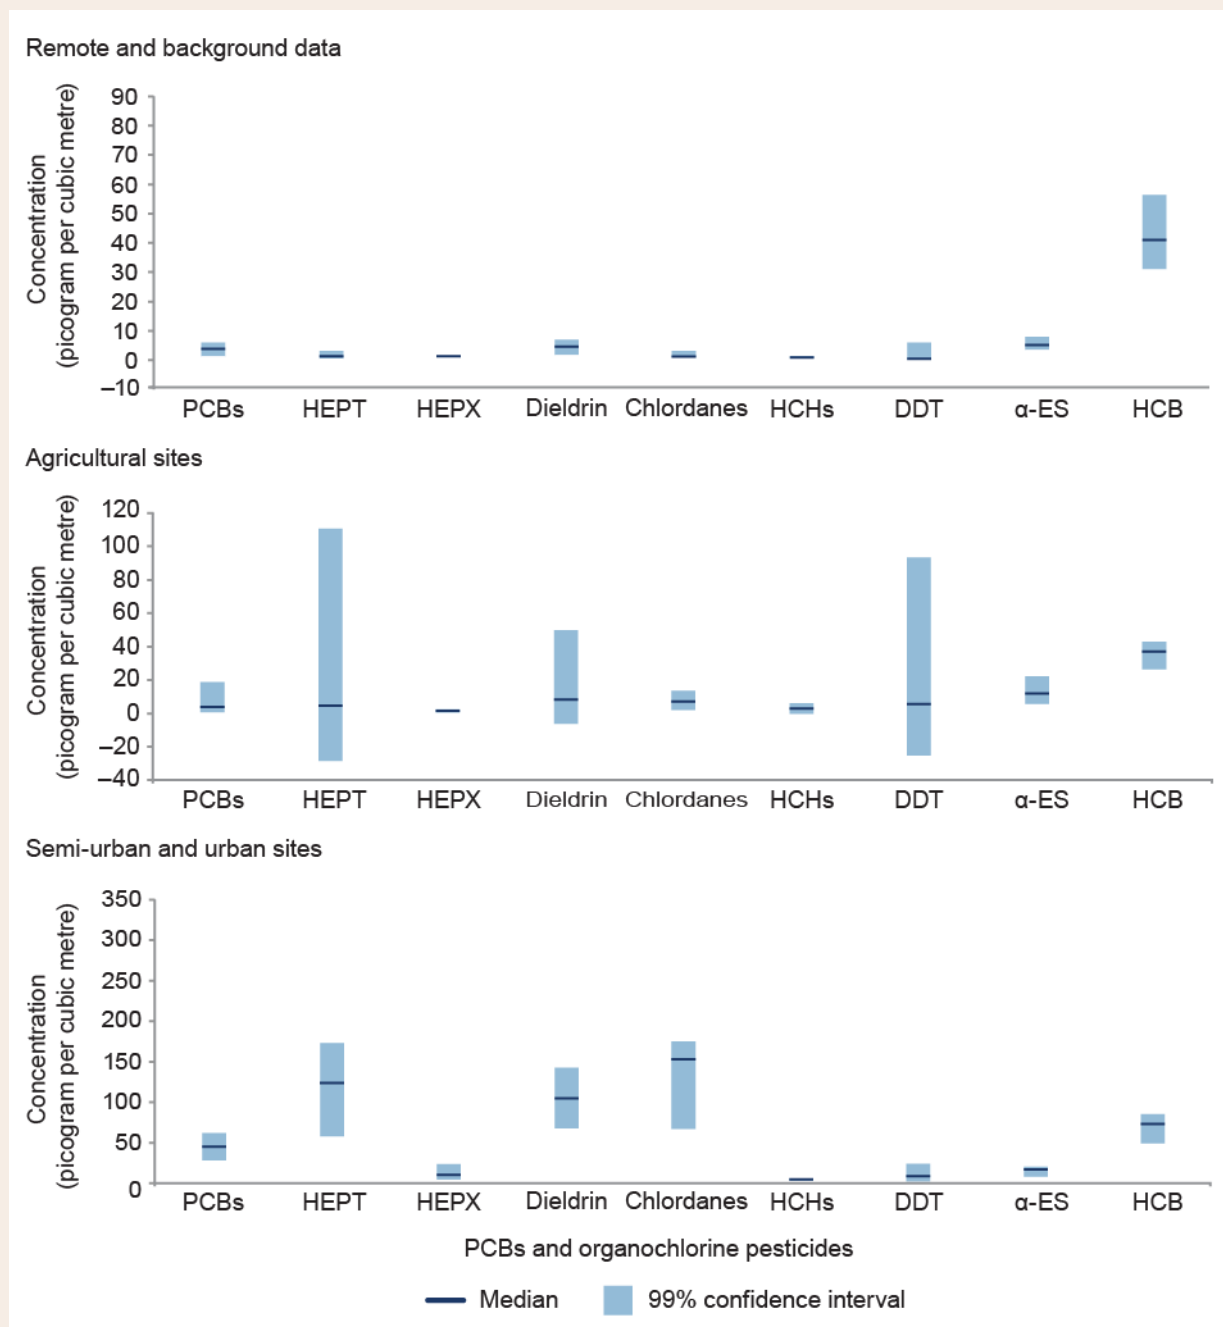 Remote and background data
Concentration
(picogram per cubic metre)
90
80
70
60
50
40
30
20
10
0
–10
PCBs HEPT HEPX Dieldrin Chlordanes HCHs DDT α-ES HCB
Agricultural sites
Concentration
(picogram per cubic metre)
120
100
80
60
40
20
0
–20
–40
PCBs HEPT HEPX Dieldrin Chlordanes HCHs DDT α-ES HCB
Semi-urban and urban sites
Concentration
(picogram per cubic metre)
350
300
250
200
150
100
50
0
PCBs HEPT HEPX Dieldrin Chlordanes HCHs DDT α-ES HCB
PCBs and organochlorine pesticides
Median 99% confidence interval